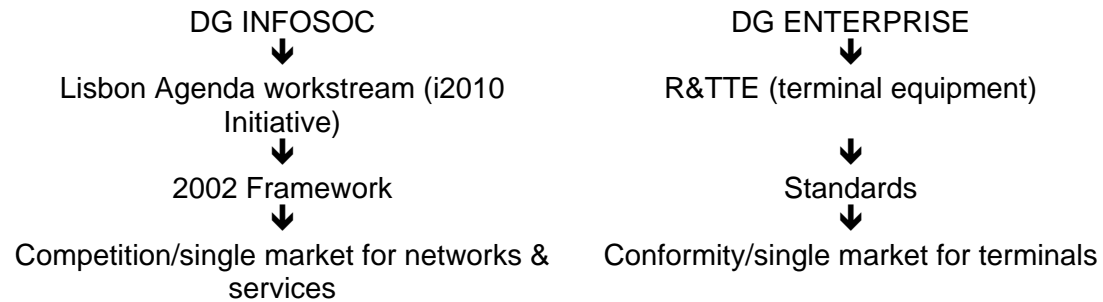 DG INFOSOC
Lisbon Agenda workstream (i2010
Initiative)
2002 Framework
Competition/single market for networks &
services
DG ENTERPRISE
R&TTE (terminal equipment)
Standards
Conformity/single market for terminals